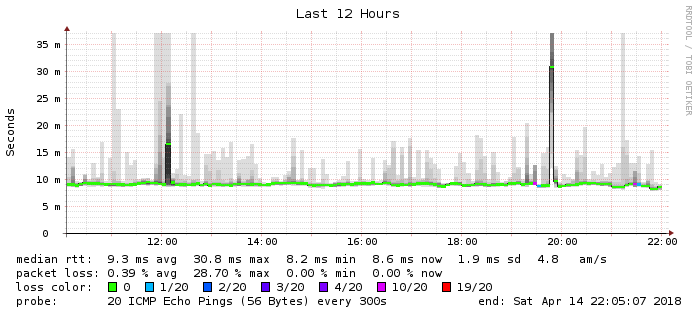 Last 12 Hours
RRDTOOL / TOBI OETIKER
Seconds
35 m
30 m
25 m
20 m
15 m
10 m
5 m
0
12:00 14:00 16:00 18:00 20:00 22:00
median rtt: 9.3 ms avg 30.8 ms max 8.2 ms min 8.6 ms now 1.9 ms sd 4.8 am/s
packet loss: 0.39 % avg 28.70 % max 0.00 % min 0.00 % now
loss color: 0 1/20 2/20 3/20 4/20 10/20 19/20
probe: 20 ICMP Echo Pings (56 Bytes) every 300s end: Sat Apr 14 22:05:07 2018